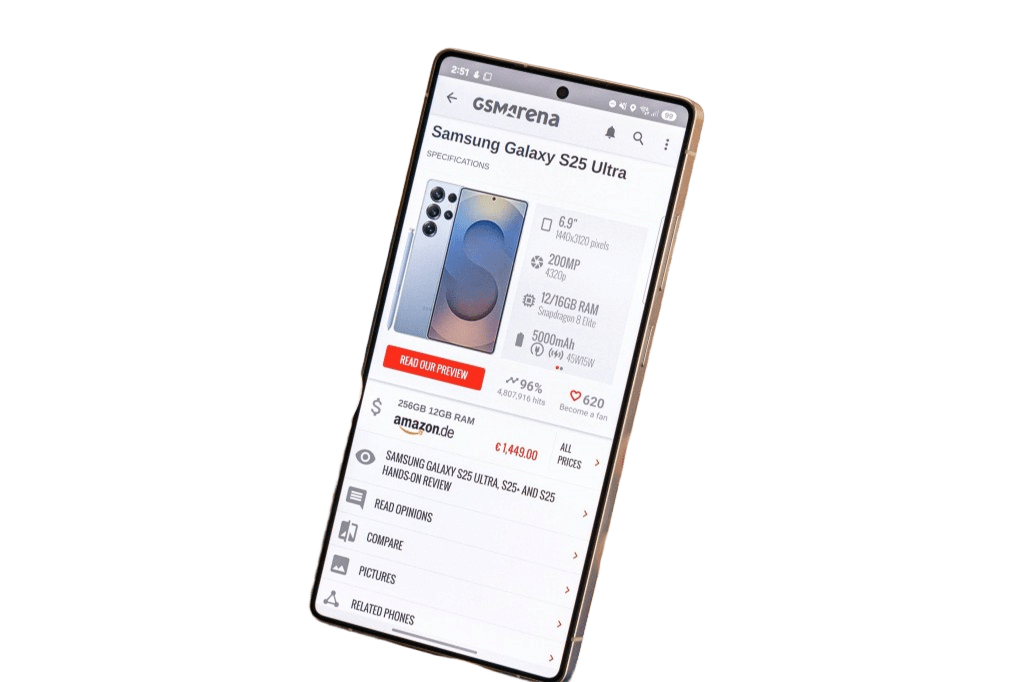 2:51
99
GSMArena
Samsung Galaxy S25 Ultra
SPECIFICATIONS
6.9"
1440x3120 pixels
200MP
4320p
12/16GB RAM
Snapdragon 8 Elite
5000mAh
45W15W
READ OUR PREVIEW
96%
4,807,916 hits
620
Become a fan
256GB 12GB RAM
amazon.de
€ 1,449.00
ALL
PRICES
SAMSUNG GALAXY S25 ULTRA, S25+ AND S25
HANDS-ON REVIEW
READ OPINIONS
COMPARE
PICTURES
RELATED PHONES